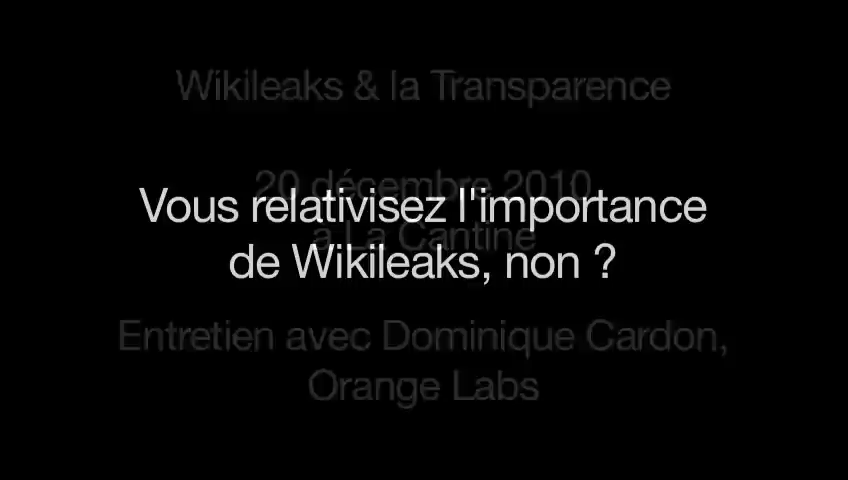 Wikileaks & la Transparence
20 décembre 2010
à La Cantine
Vous relativisez l'importance
de Wikileaks, non ?
Entretien avec Dominique Cardon,
Orange Labs